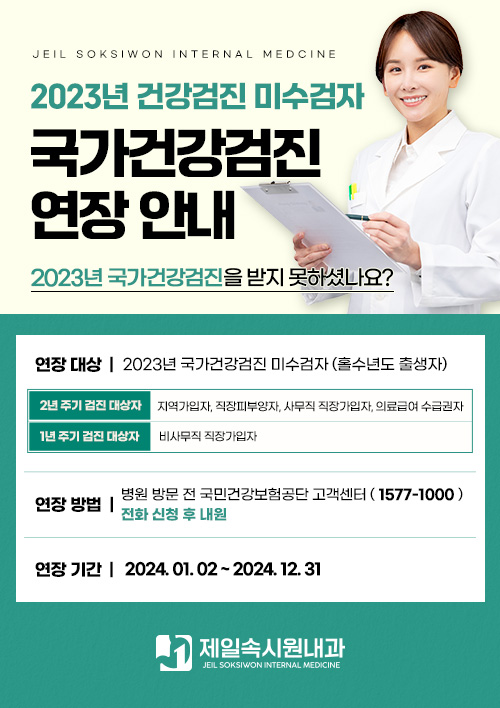 JEIL SOKSIWON INTERNAL MEDCINE
2023년 건강검진 미수검자
국가건강검진
연장 안내
2023년 국가건강검진을 받지 못하셨나요?
연장 대상 | 2023년 국가건강검진 미수검자 (홀수년도 출생자)
2년 주기 검진 대상자 지역가입자, 직장피부양자, 사무직 직장가입자, 의료급여 수급권자
1년 주기 검진 대상자 비사무직 직장가입자
연장 방법 | 병원 방문 전 국민건강보험공단 고객센터 ( 1577-1000 )
전화 신청 후 내원
연장 기간 | 2024. 01. 02 ~ 2024. 12. 31
제일속시원내과
JEIL SOKSIWON INTERNAL MEDICINE